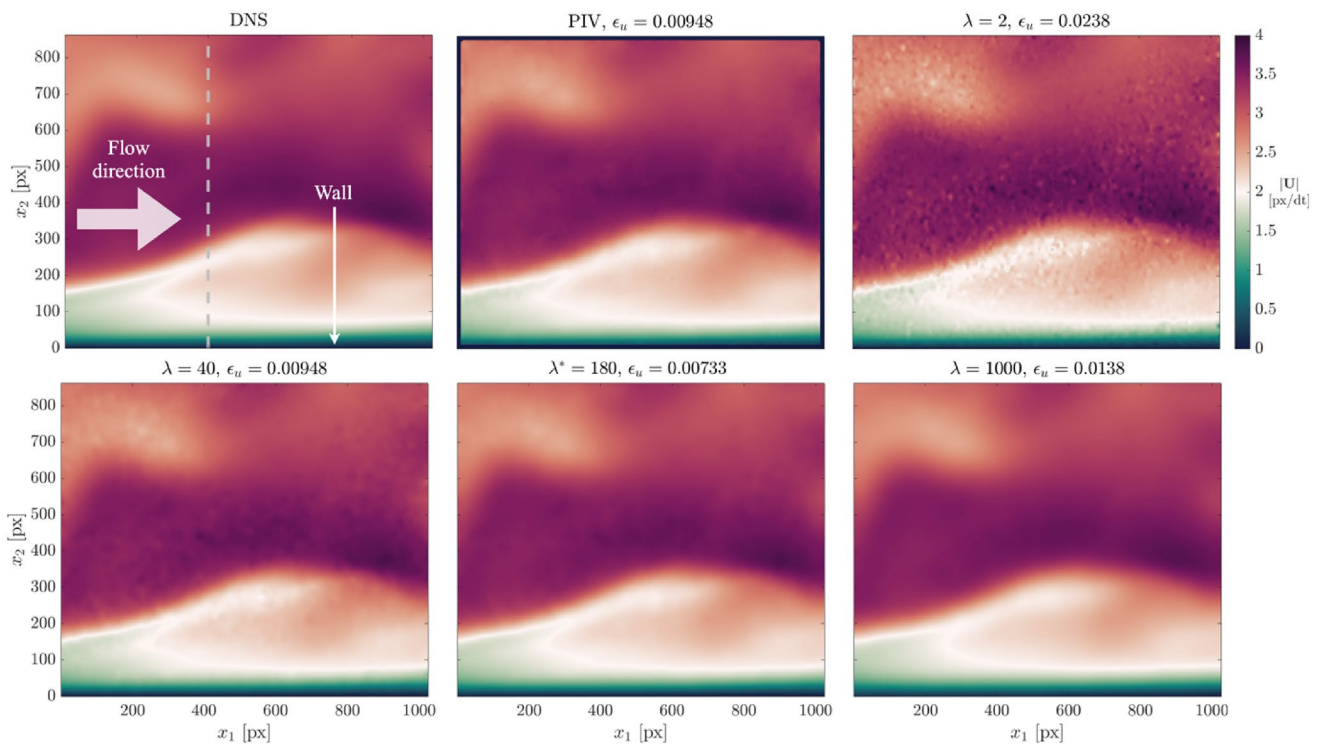 DNS
PIV, ϵ_u = 0.00948
λ = 2, ϵ_u = 0.0238
800
700
600
500
400
300
200
100
0
x_2 [px]
Flow
direction
Wall
4
3.5
3
2.5
2
1.5
1
0.5
0
|U|
[px/dt]
λ = 40, ϵ_u = 0.00948
λ* = 180, ϵ_u = 0.00733
λ = 1000, ϵ_u = 0.0138
800
700
600
500
400
300
200
100
0
x_2 [px]
200 400 600 800 1000
200 400 600 800 1000
200 400 600 800 1000
x_1 [px]
x_1 [px]
x_1 [px]